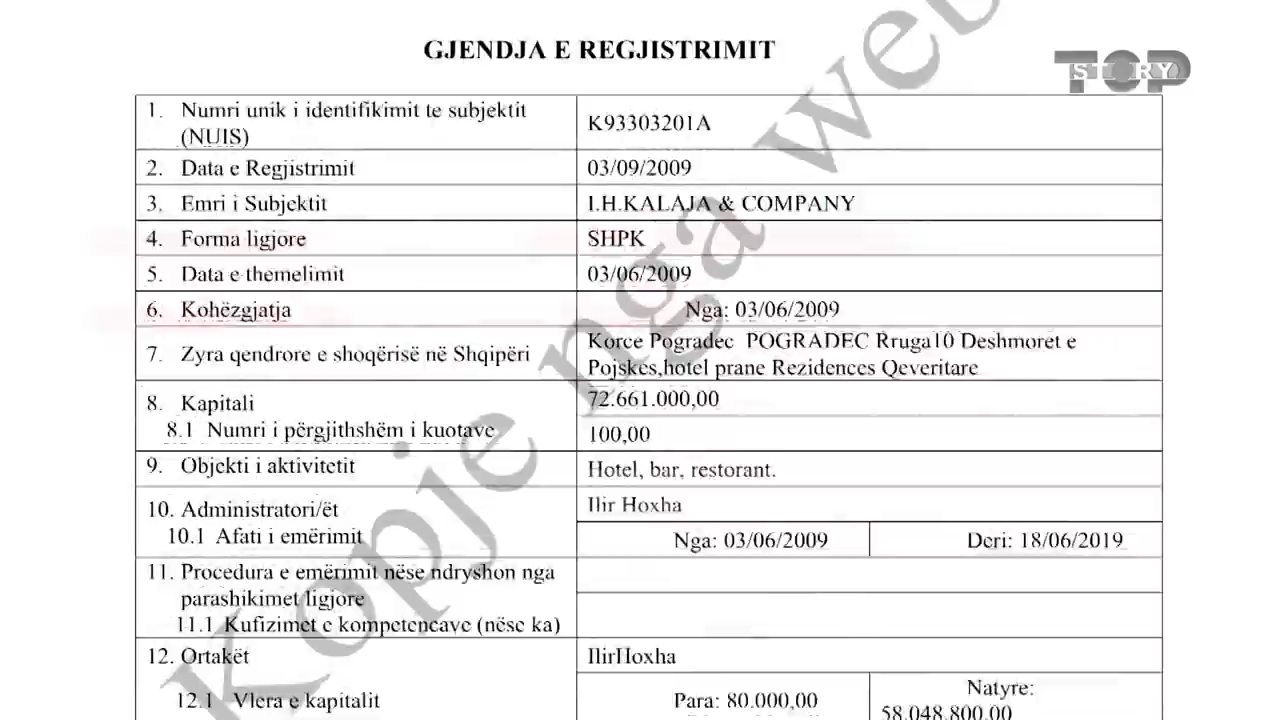 GJENDJA E REGJISTRIMIT
TOP
STORY
1. Numri unik i identifikimit te subjektit
(NUIS)
K93303201A
2. Data e Regjistrimit
03/09/2009
3. Emri i Subjektit
I.H.KALAJA & COMPANY
4. Forma ligjore
SHPK
5. Data e themelimit
03/06/2009
6. Kohëzgjatja
Nga: 03/06/2009
7. Zyra qendrore e shoqërisë në Shqipëri
Korce Pogradec POGRADEC Rruga10 Deshmoret e
Pojskes,hotel prane Rezidences Qeveritare
8. Kapitali
72.661.000,00
8.1 Numri i përgjithshëm i kuotave
100,00
9. Objekti i aktivitetit
Hotel, bar, restorant.
10. Administratori/ët
Ilir Hoxha
10.1 Afati i emërimit
Nga: 03/06/2009
Deri: 18/06/2019
11. Procedura e emërimit nëse ndryshon nga
parashikimet ligjore
11.1 Kufizimet e kompetencave (nëse ka)
12. Ortakët
IlirHoxha
12.1 Vlera e kapitalit
Para: 80.000,00
Natyre:
58.048.800,00
Kopje nga web